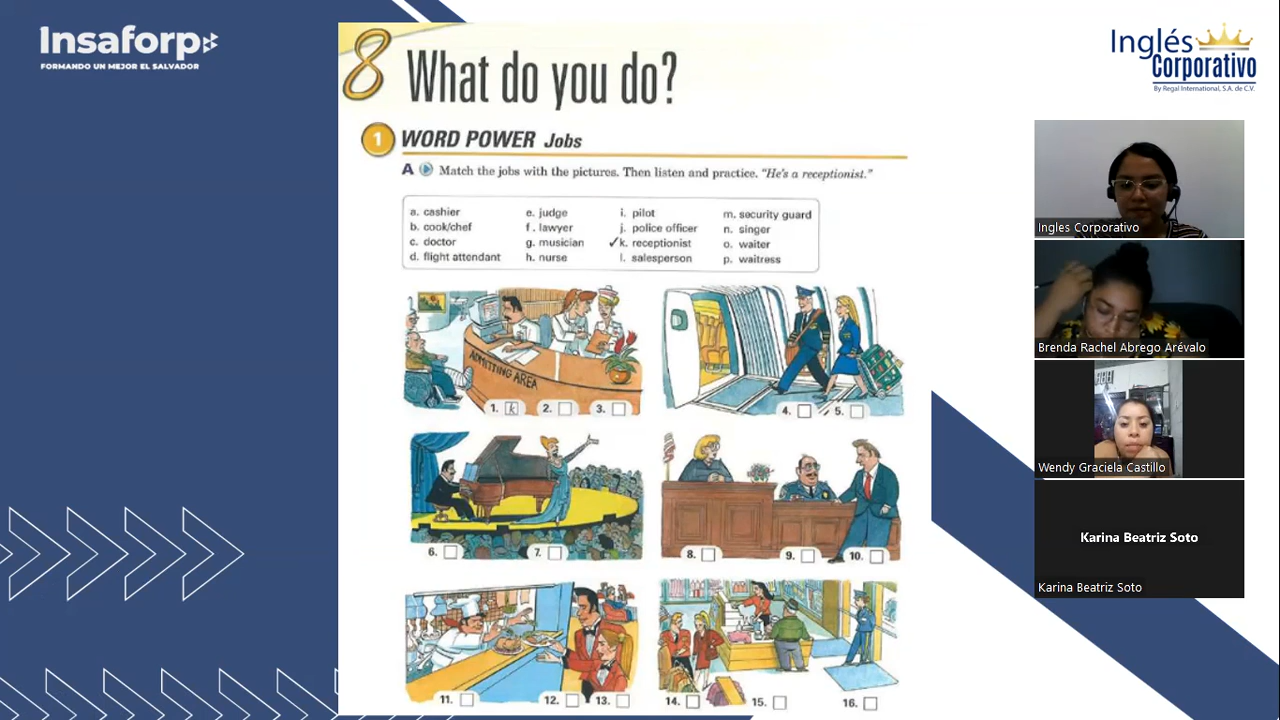 Insaforp
FORMANDO UN MEJOR EL SALVADOR
8 What do you do?
1 WORD POWER Jobs
A Match the jobs with the pictures. Then listen and practice. "He's a receptionist."
a. cashier e. judge i. pilot m. security guard
b. cook/chef f. lawyer j. police officer n. singer
c. doctor g. musician ✓k. receptionist o. waiter
d. flight attendant h. nurse l. salesperson p. waitress
ADMITTING AREA
1. k 2. 3. 4. 5.
6. 7. 8. 9. 10.
11. 12. 13. 14. 15. 16.
Inglés
Corporativo
By Regal International, S.A. de C.V.
Ingles Corporativo
Brenda Rachel Abrego Arévalo
Wendy Graciela Castillo
Karina Beatriz Soto
Karina Beatriz Soto